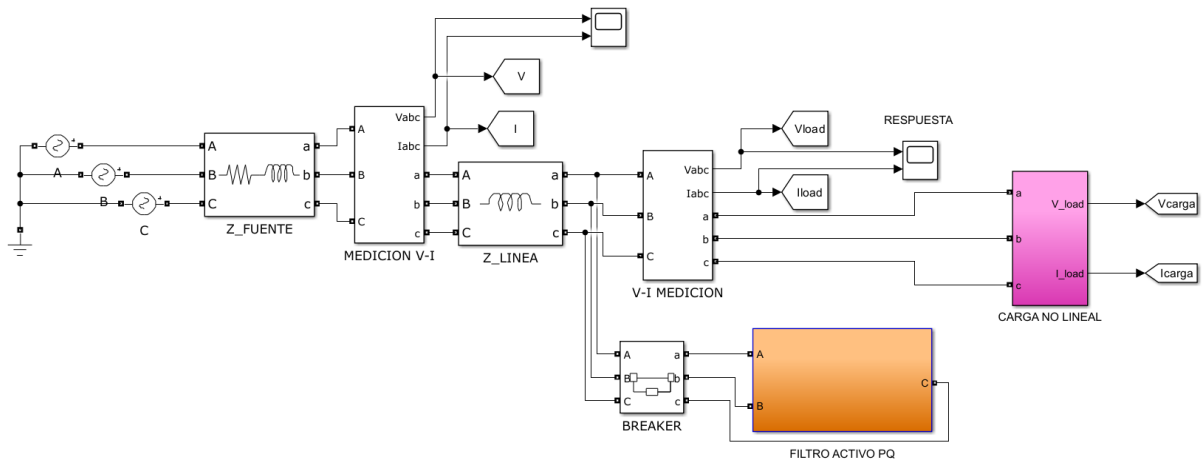 V
I
Vabc
Iabc
A
B
C
a
b
c
A
B
C
Z_FUENTE
A
B
C
a
b
c
MEDICION V-I
A
B
C
a
b
c
Z_LINEA
Vload
Iload
RESPUESTA
A
B
C
Vabc
Iabc
a
b
c
V-I MEDICION
a
b
c
V_load
I_load
CARGA NO LINEAL
Vcarga
Icarga
A
B
C
a
b
c
BREAKER
A
B
C
FILTRO ACTIVO PQ